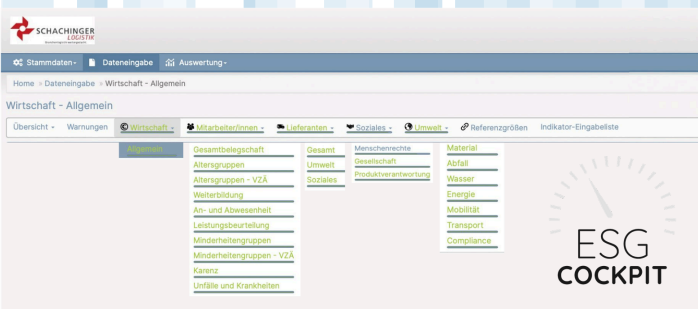 SCHACHINGER
LOGISTIK
Stammdaten
Dateneingabe
Auswertung
Home » Dateneingabe » Wirtschaft - Allgemein
Wirtschaft - Allgemein
Übersicht
Warnungen
Wirtschaft
Mitarbeiter/innen
Lieferanten
Soziales
Umwelt
Referenzgrößen
Indikator-Eingabeliste
Allgemein
Gesamtbelegschaft
Altersgruppen
Altersgruppen - VZÄ
Weiterbildung
An- und Abwesenheit
Leistungsbeurteilung
Minderheitengruppen
Minderheitengruppen - VZÄ
Karenz
Unfälle und Krankheiten
Gesamt
Umwelt
Soziales
Menschenrechte
Gesellschaft
Produktverantwortung
Material
Abfall
Wasser
Energie
Mobilität
Transport
Compliance
ESG
COCKPIT